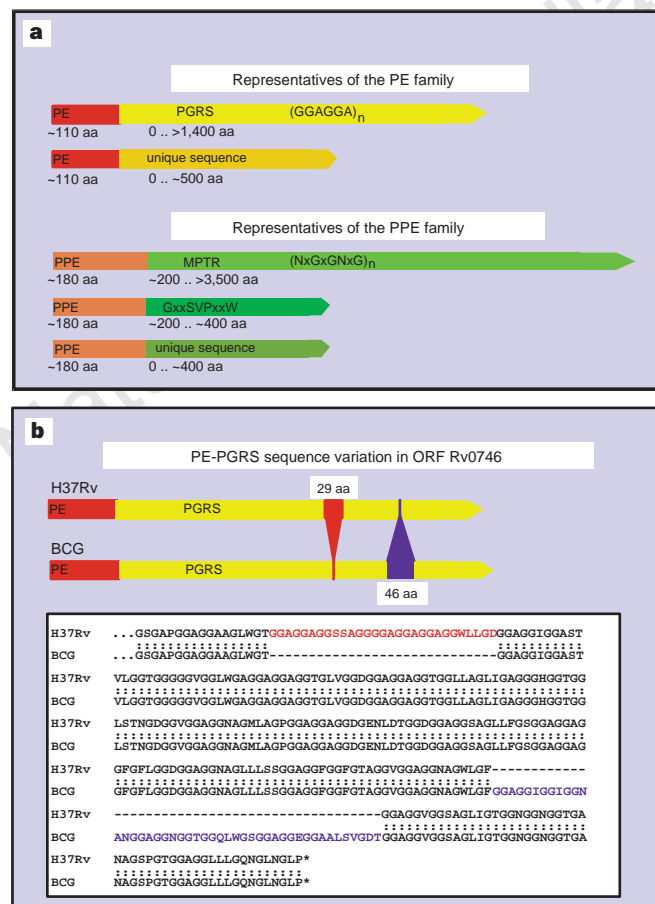 a
Representatives of the PE family
PE PGRS (GGAGGA)n
~110 aa 0 .. >1,400 aa
PE unique sequence
~110 aa 0 .. ~500 aa
Representatives of the PPE family
PPE MPTR (NxGxGNxG)n
~180 aa ~200 .. >3,500 aa
PPE GxxSVPxxW
~180 aa ~200 .. ~400 aa
PPE unique sequence
~180 aa 0 .. ~400 aa
b
PE-PGRS sequence variation in ORF Rv0746
H37Rv 29 aa
PE PGRS
BCG
PE PGRS
46 aa
H37Rv ...GSGAPGGAGGAAGLWGTGGAGGAGGSSAGGGGAGGAGGAGGWLLGDGGAGGIGGAST
BCG ...GSGAPGGAGGAAGLWGT-----------------------------GGAGGIGGAST
H37Rv VLGGTGGGGGVGGLWGAGGAGGAGGTGLVGGDGGAGGAGGTGGLLAGLIGAGGGHGGTGG
BCG VLGGTGGGGGVGGLWGAGGAGGAGGTGLVGGDGGAGGAGGTGGLLAGLIGAGGGHGGTGG
H37Rv LSTNGDGGVGGAGGNAGMLAGPGGAGGAGGDGENLDTGGDGGAGGSAGLLFGSGGAGGAG
BCG LSTNGDGGVGGAGGNAGMLAGPGGAGGAGGDGENLDTGGDGGAGGSAGLLFGSGGAGGAG
H37Rv GFGFLGGDGGAGGNAGLLLSSGGAGGFGGFGTAGGVGGAGGNAGWLGF------------
BCG GFGFLGGDGGAGGNAGLLLSSGGAGGFGGFGTAGGVGGAGGNAGWLGFGGAGGIGGIGGN
H37Rv ----------------------------------GGAGGVGGSAGLIGTGGNGGNGGTGA
BCG ANGGAGGNGGTGGQLWGSGGAGGEGGAALSVGDTGGAGGVGGSAGLIGTGGNGGNGGTGA
H37Rv NAGSPGTGGAGGLLLGQNGLNGLP*
BCG NAGSPGTGGAGGLLLGQNGLNGLP*